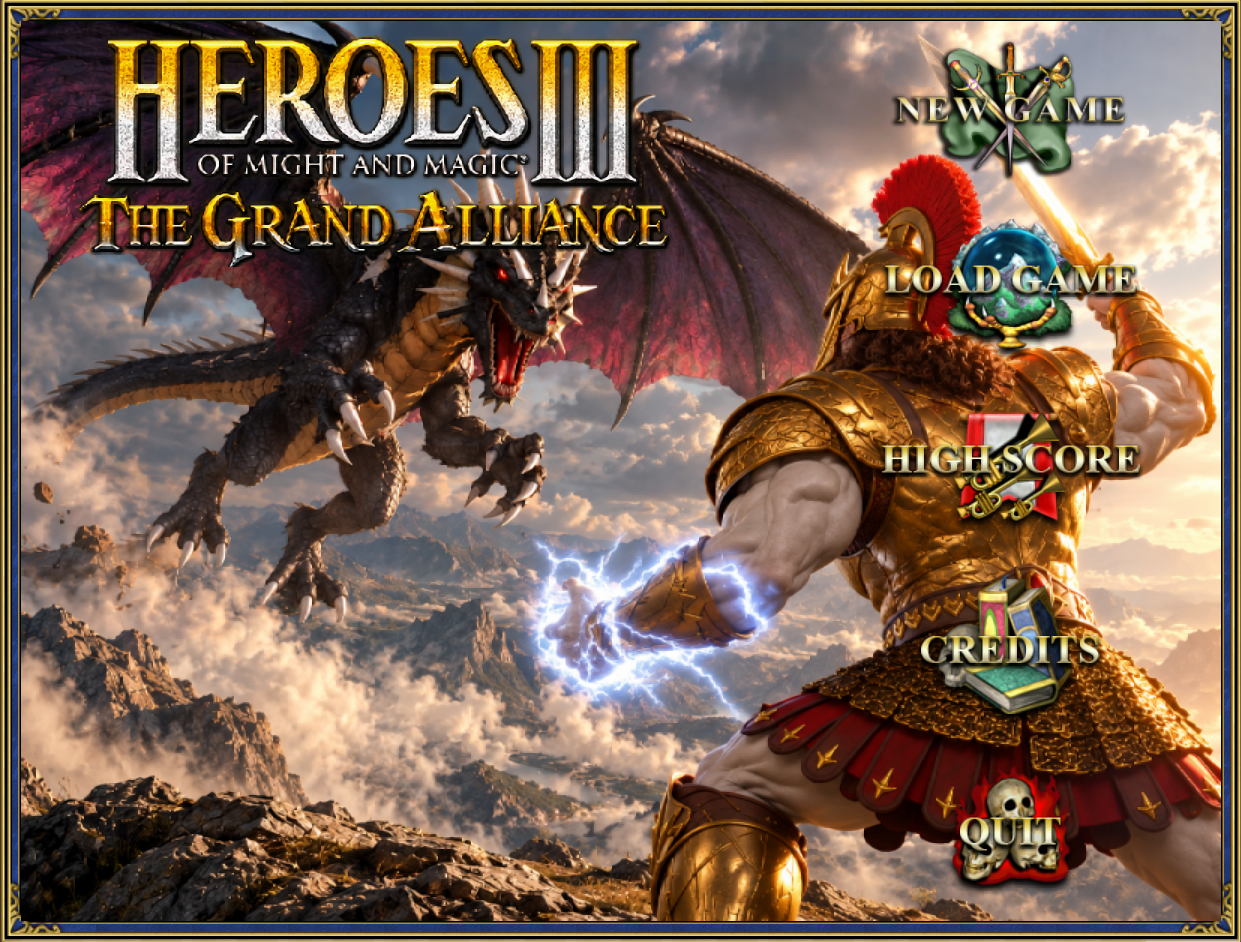 HEROES III
OF MIGHT AND MAGIC®
THE GRAND ALLIANCE
NEW GAME
LOAD GAME
HIGH SCORE
CREDITS
QUIT